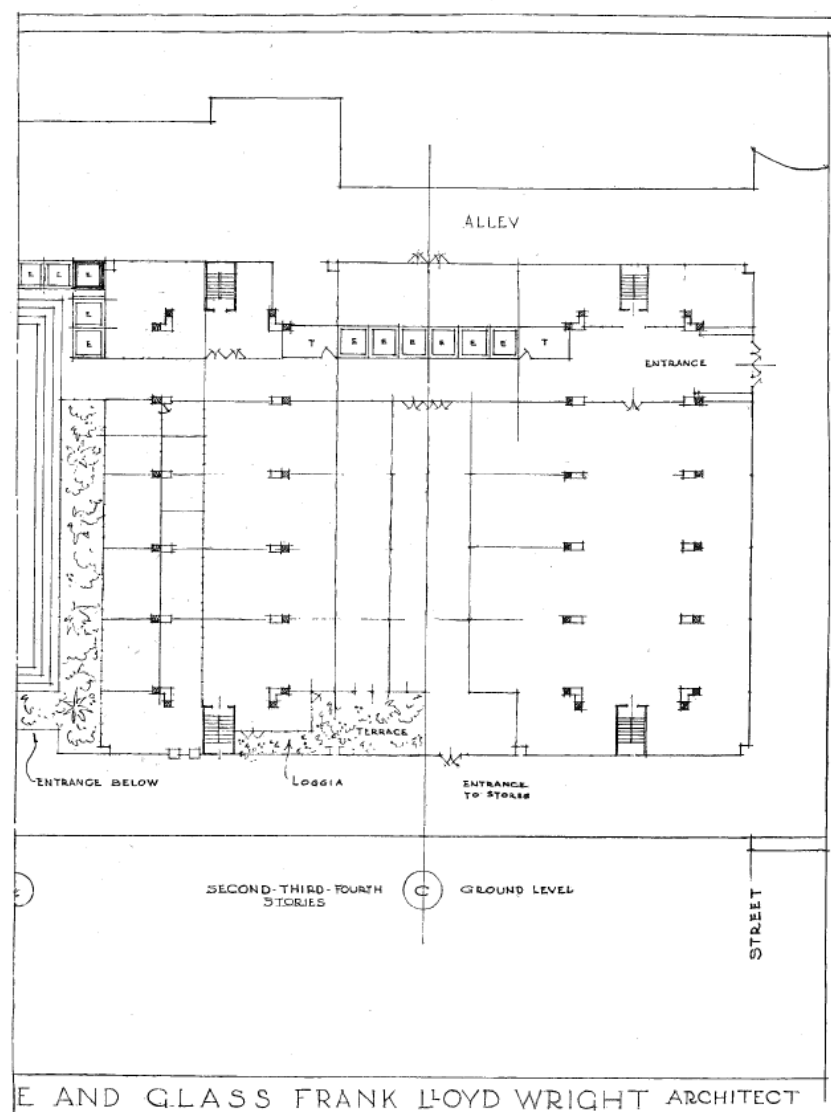 ALLEY
E E E
E
E
T E E E E E E T
ENTRANCE
TERRACE
ENTRANCE BELOW
LOGGIA
ENTRANCE
TO STORES
SECOND-THIRD-FOURTH
STORIES
C
GROUND LEVEL
STREET
E AND GLASS FRANK LLOYD WRIGHT ARCHITECT